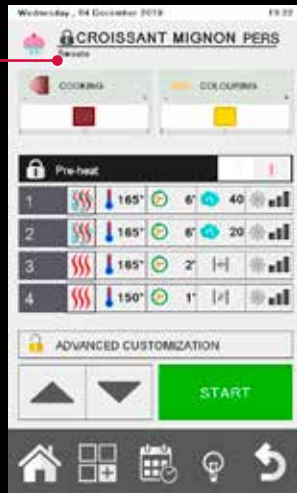 Wednesday, 04 December 2019 13:22
CROISSANT MIGNON PERS
Sweets
COOKING COLOURING
Pre-heat
1 165° 6' 40
2 165° 6' 20
3 165° 2'
4 150° 1'
ADVANCED CUSTOMIZATION
START